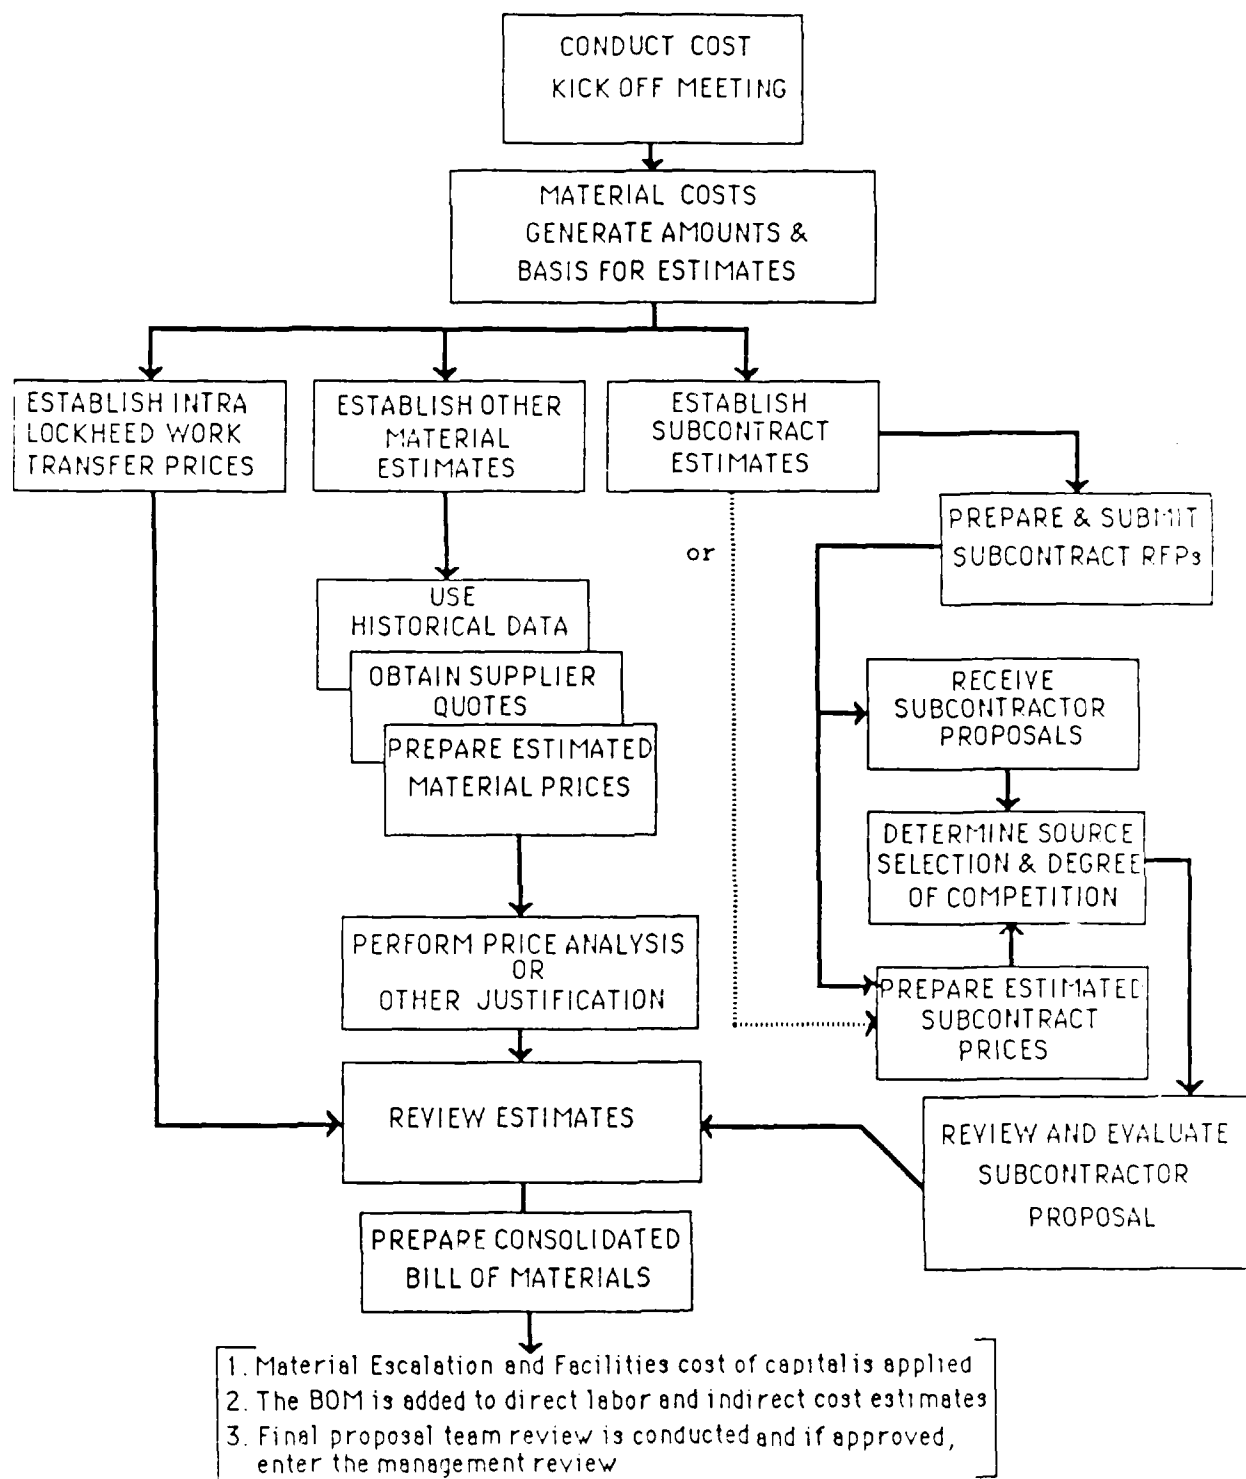 CONDUCT COST
KICK OFF MEETING
MATERIAL COSTS
GENERATE AMOUNTS &
BASIS FOR ESTIMATES
ESTABLISH INTRA
LOCKHEED WORK
TRANSFER PRICES
ESTABLISH OTHER
MATERIAL
ESTIMATES
ESTABLISH
SUBCONTRACT
ESTIMATES
or
PREPARE & SUBMIT
SUBCONTRACT RFPs
USE
HISTORICAL DATA
OBTAIN SUPPLIER
QUOTES
PREPARE ESTIMATED
MATERIAL PRICES
RECEIVE
SUBCONTRACTOR
PROPOSALS
DETERMINE SOURCE
SELECTION & DEGREE
OF COMPETITION
PERFORM PRICE ANALYSIS
OR
OTHER JUSTIFICATION
PREPARE ESTIMATED
SUBCONTRACT
PRICES
REVIEW ESTIMATES
REVIEW AND EVALUATE
SUBCONTRACTOR
PROPOSAL
PREPARE CONSOLIDATED
BILL OF MATERIALS
1. Material Escalation and Facilities cost of capital is applied
2. The BOM is added to direct labor and indirect cost estimates
3. Final proposal team review is conducted and if approved,
enter the management review